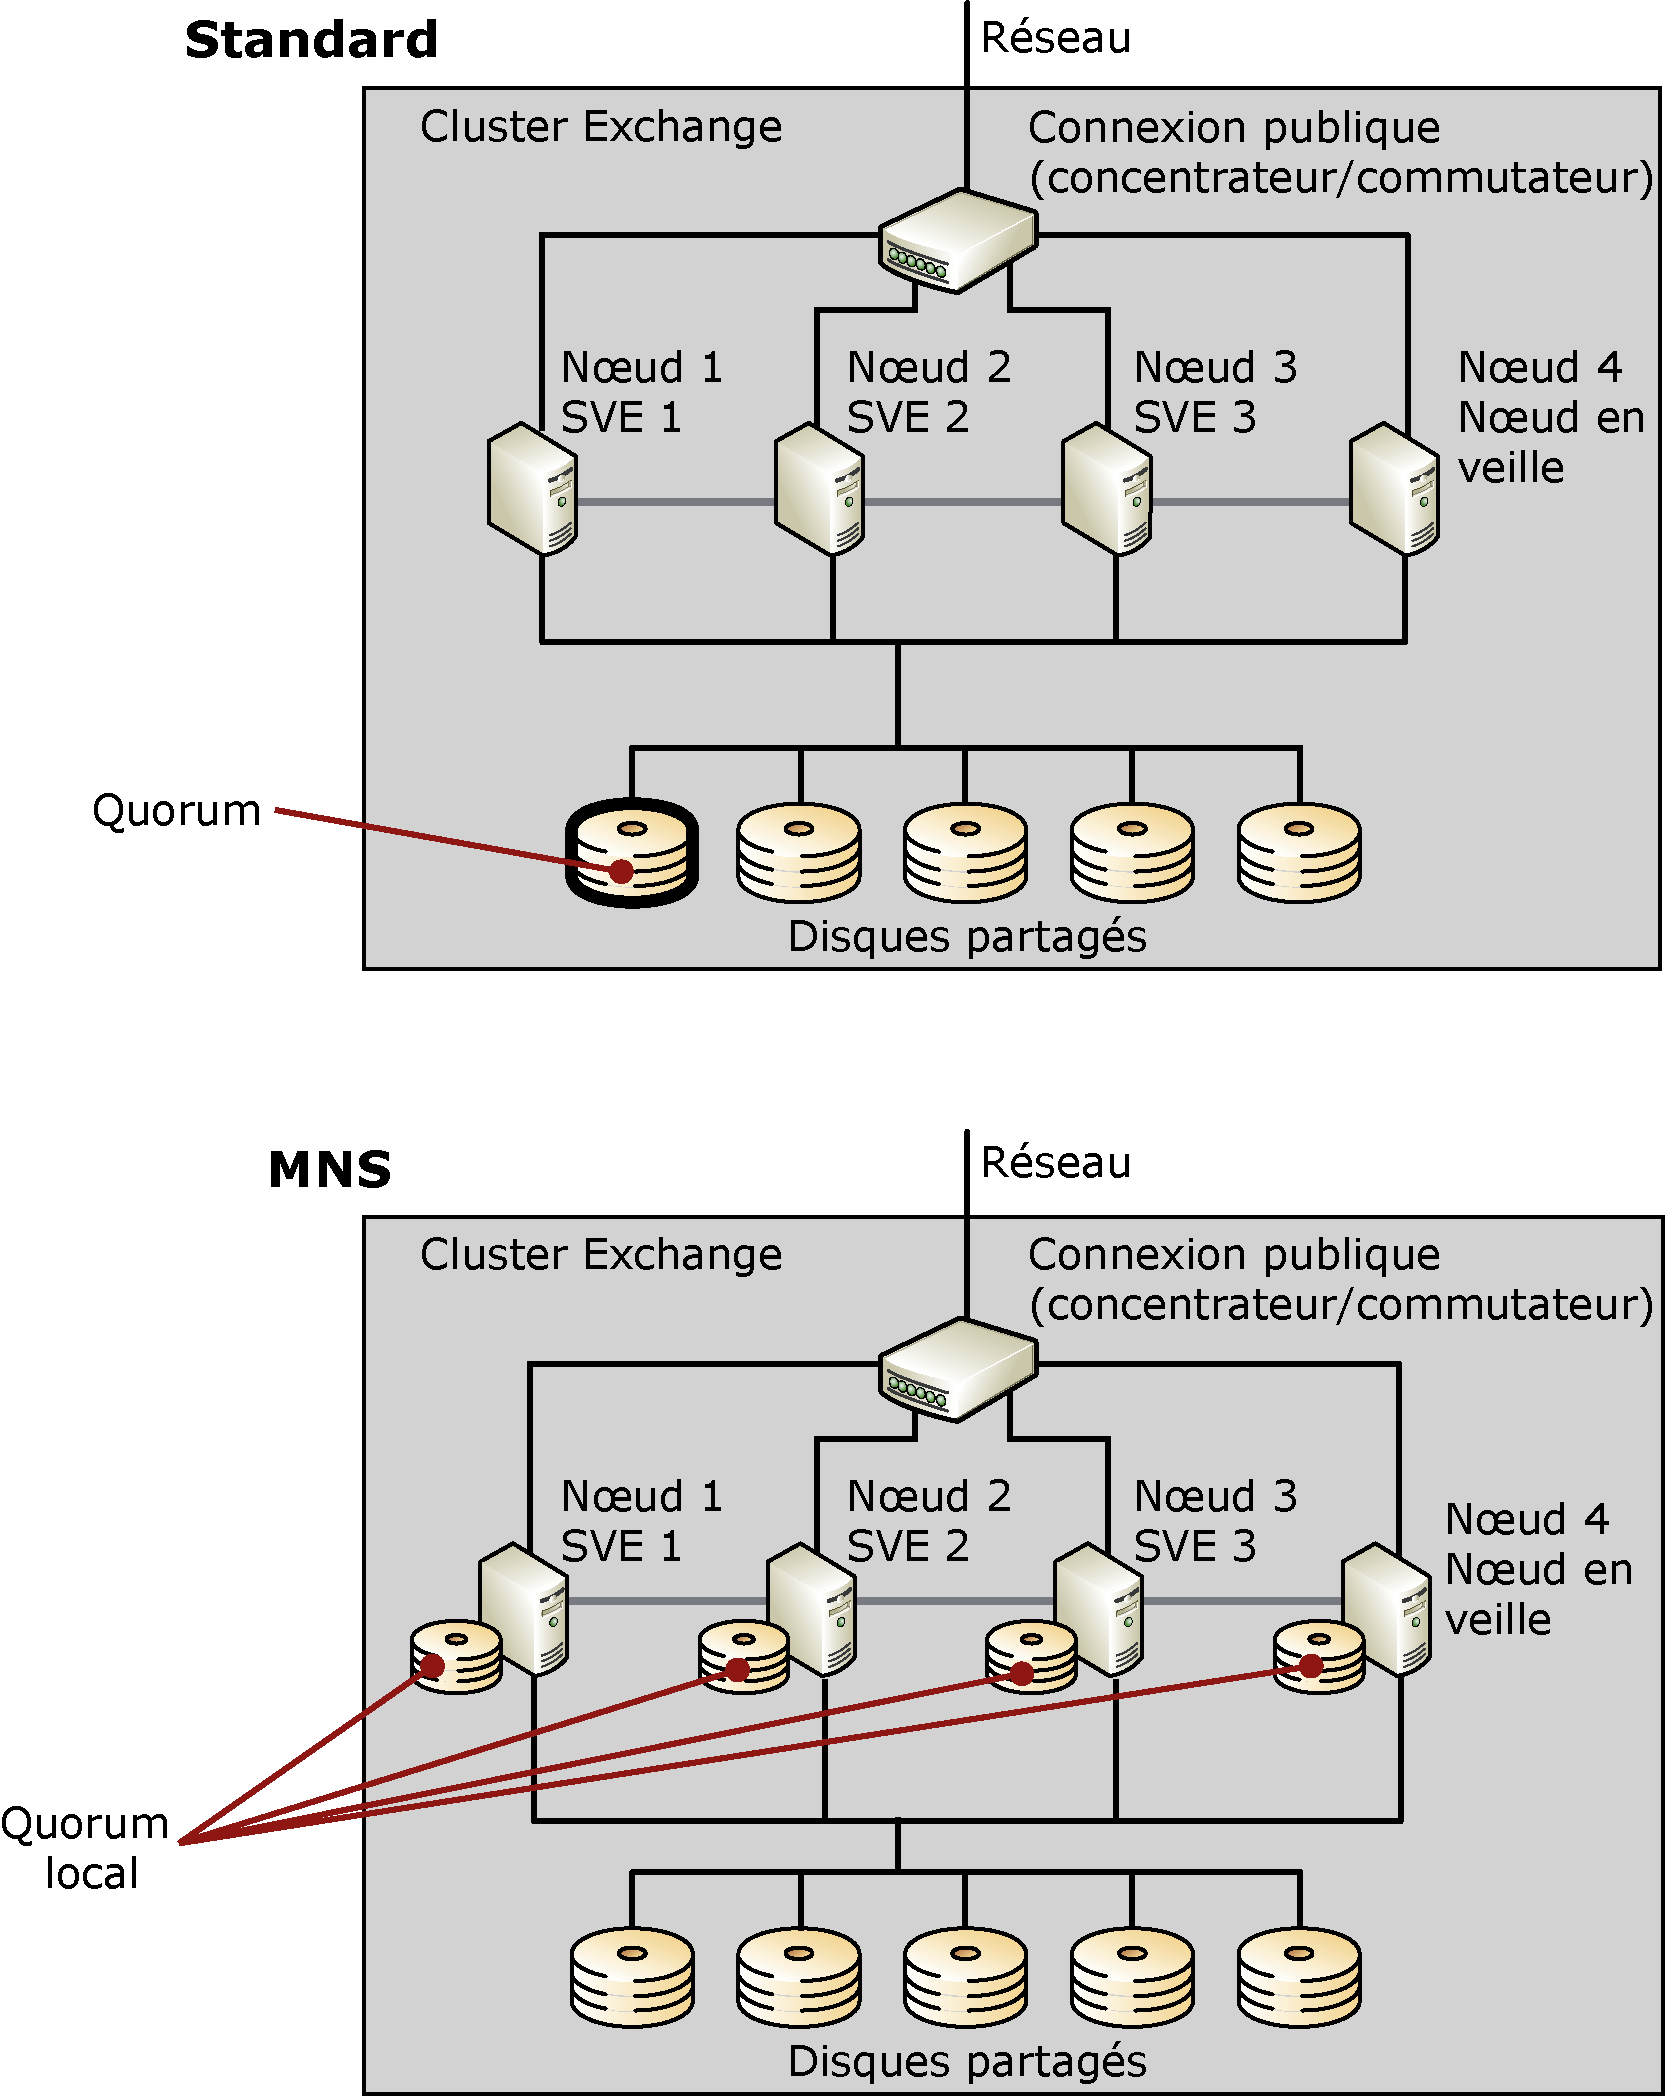 Standard
Réseau
Cluster Exchange
Connexion publique
(concentrateur/commutateur)
Nœud 1
SVE 1
Nœud 2
SVE 2
Nœud 3
SVE 3
Nœud 4
Nœud en
veille
Quorum
Disques partagés
MNS
Réseau
Cluster Exchange
Connexion publique
(concentrateur/commutateur)
Nœud 1
SVE 1
Nœud 2
SVE 2
Nœud 3
SVE 3
Nœud 4
Nœud en
veille
Quorum
local
Disques partagés